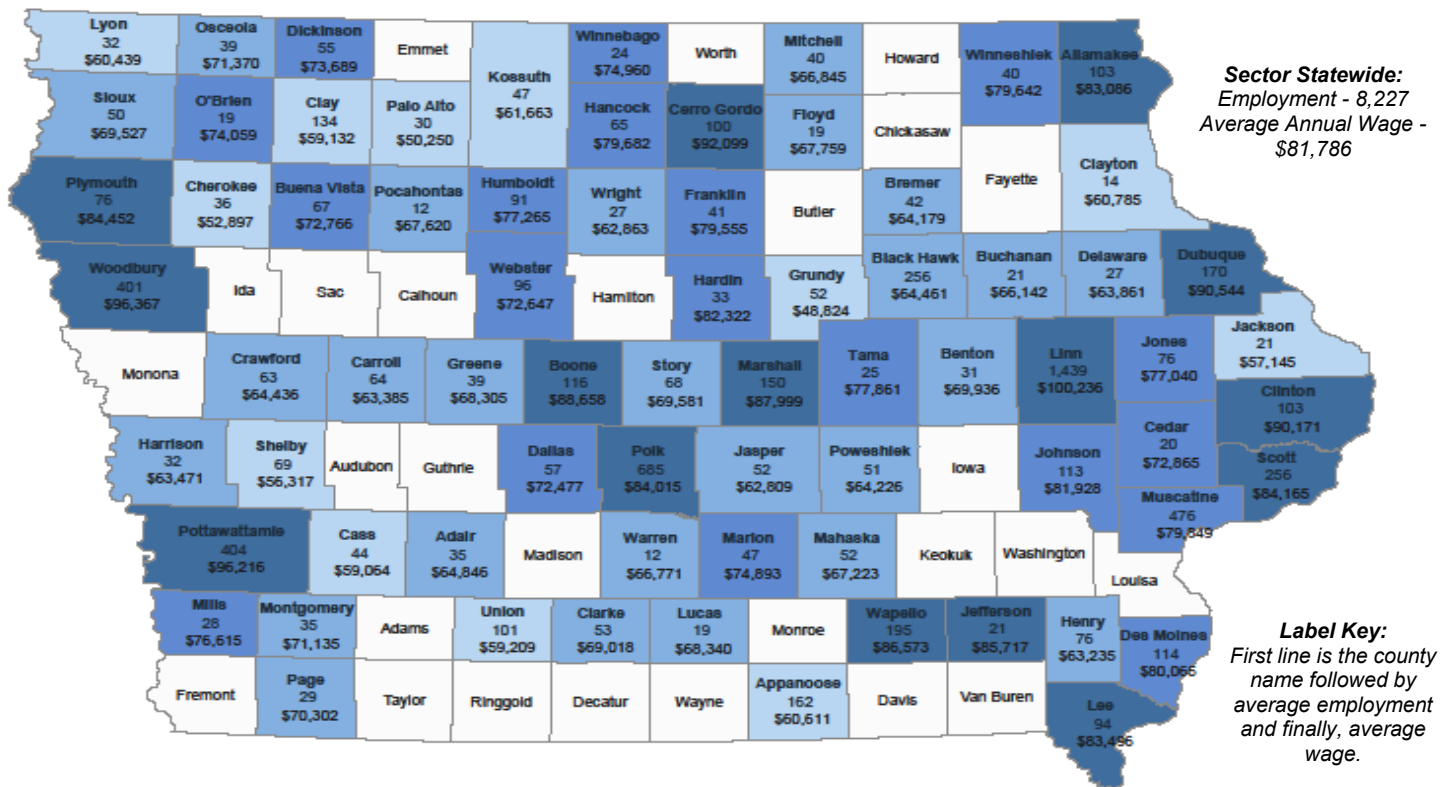 Lyon
32
$60,439
Osceola
39
$71,370
Dickinson
55
$73,689
Emmet
Kossuth
47
$61,663
Winnebago
24
$74,960
Worth
Mitchell
40
$66,845
Howard
Winneshiek
40
$79,642
Allamakee
103
$83,086
Sector Statewide:
Employment - 8,227
Average Annual Wage -
$81,786
Sioux
50
$69,527
O'Brien
19
$74,059
Clay
134
$59,132
Palo Alto
30
$50,250
Hancock
65
$79,682
Cerro Gordo
100
$92,099
Floyd
19
$67,759
Chickasaw
Fayette
Clayton
14
$60,785
Plymouth
76
$84,452
Cherokee
36
$52,897
Buena Vista
67
$72,766
Pocahontas
12
$67,620
Humboldt
91
$77,265
Wright
27
$62,863
Franklin
41
$79,555
Butler
Bremer
42
$64,179
Woodbury
401
$96,367
Ida
Sac
Calhoun
Webster
96
$72,647
Hamilton
Hardin
33
$82,322
Grundy
52
$48,824
Black Hawk
256
$64,461
Buchanan
21
$66,142
Delaware
27
$63,861
Dubuque
170
$90,544
Monona
Crawford
63
$64,436
Carroll
64
$63,385
Greene
39
$68,305
Boone
116
$88,658
Story
68
$69,581
Marshall
150
$87,999
Tama
25
$77,861
Benton
31
$69,936
Linn
1,439
$100,236
Jones
76
$77,040
Jackson
21
$57,145
Clinton
103
$90,171
Harrison
32
$63,471
Shelby
69
$56,317
Audubon
Guthrie
Dallas
57
$72,477
Polk
685
$84,015
Jasper
52
$62,809
Poweshiek
51
$64,226
Iowa
Johnson
113
$81,928
Cedar
20
$72,865
Scott
256
$84,165
Muscatine
476
$79,849
Pottawattamie
404
$96,216
Cass
44
$59,064
Adair
35
$64,846
Madison
Warren
12
$66,771
Marion
47
$74,893
Mahaska
52
$67,223
Keokuk
Washington
Louisa
Mills
28
$76,615
Montgomery
35
$71,135
Adams
Union
101
$59,209
Clarke
53
$69,018
Lucas
19
$68,340
Monroe
Wapello
195
$86,573
Jefferson
21
$85,717
Henry
76
$63,235
Des Moines
114
$80,065
Fremont
Page
29
$70,302
Taylor
Ringgold
Decatur
Wayne
Appanoose
162
$60,611
Davis
Van Buren
Lee
94
$83,496
Label Key:
First line is the county
name followed by
average employment
and finally, average
wage.